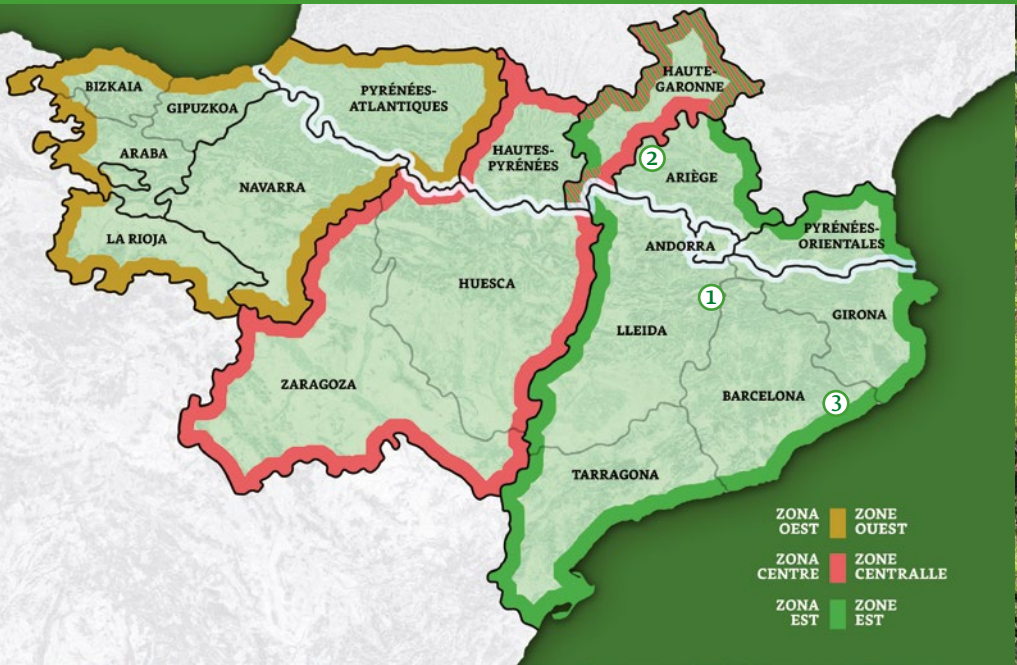 BIZKAIA
GIPUZKOA
PYRÉNÉES-
ATLANTIQUES
HAUTE-
GARONNE
ARABA
HAUTES-
PYRÉNÉES
②
ARIÈGE
NAVARRA
LA RIOJA
ANDORRA
PYRÉNÉES-
ORIENTALES
HUESCA
①
LLEIDA
GIRONA
ZARAGOZA
BARCELONA
③
TARRAGONA
ZONA
OEST
ZONE
OUEST
ZONA
CENTRE
ZONE
CENTRALLE
ZONA
EST
ZONE
EST